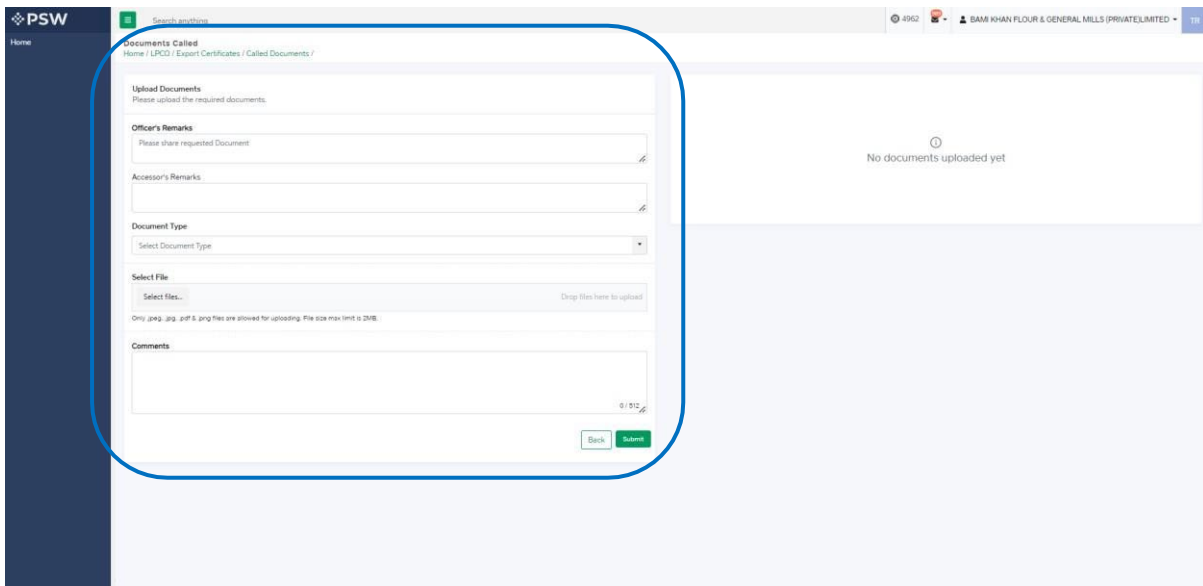 PSW
Search anything
4962
BAMI KHAN FLOUR & GENERAL MILLS (PRIVATE)LIMITED
TR
Home
Documents Called
Home / LPCO / Export Certificates / Called Documents /
Upload Documents
Please upload the required documents.
Officer's Remarks
Please share requested Document
Accessor's Remarks
Document Type
Select Document Type
Select File
Select files...
Drop files here to upload
Only .jpeg, .jpg, .pdf & .png files are allowed for uploading. File size max limit is 2MB.
Comments
0 / 512
Back
Submit
No documents uploaded yet